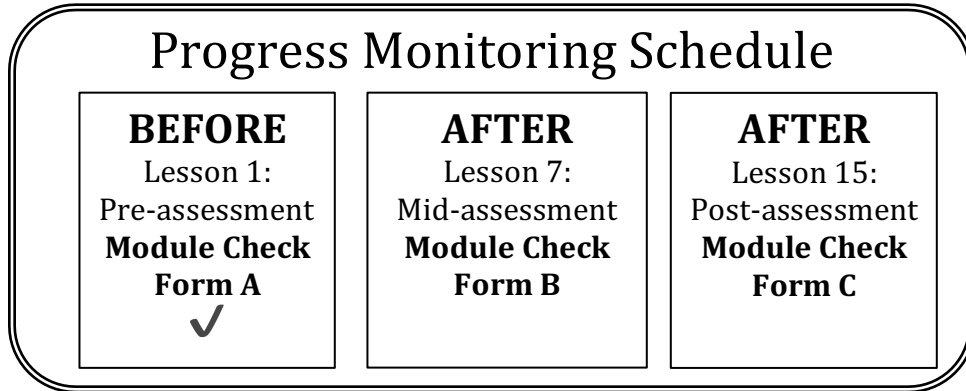 Progress Monitoring Schedule
BEFORE
Lesson 1:
Pre-assessment
Module Check
Form A
✓
AFTER
Lesson 7:
Mid-assessment
Module Check
Form B
AFTER
Lesson 15:
Post-assessment
Module Check
Form C